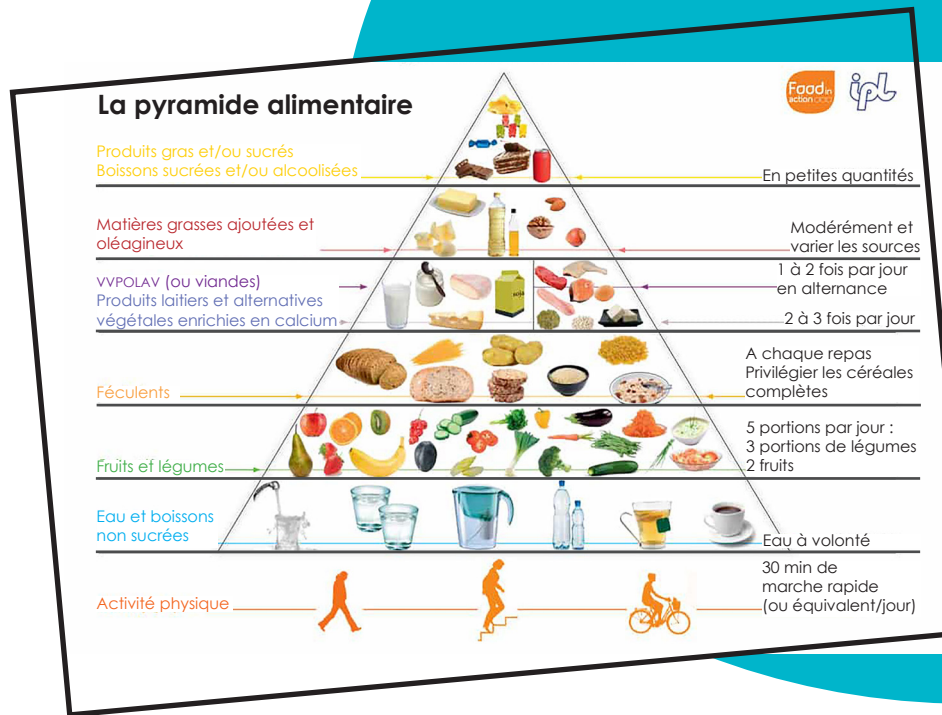 La pyramide alimentaire
Food in
action
ipl
Produits gras et/ou sucrés
Boissons sucrées et/ou alcoolisées
En petites quantités
Matières grasses ajoutées et
oléagineux
Modérément et
varier les sources
VVPOLAV (ou viandes)
1 à 2 fois par jour
en alternance
Produits laitiers et alternatives
végétales enrichies en calcium
2 à 3 fois par jour
soja
Féculents
A chaque repas
Privilégier les céréales
complètes
Fruits et légumes
5 portions par jour :
3 portions de légumes
2 fruits
Eau et boissons
non sucrées
Eau à volonté
Activité physique
30 min de
marche rapide
(ou équivalent/jour)